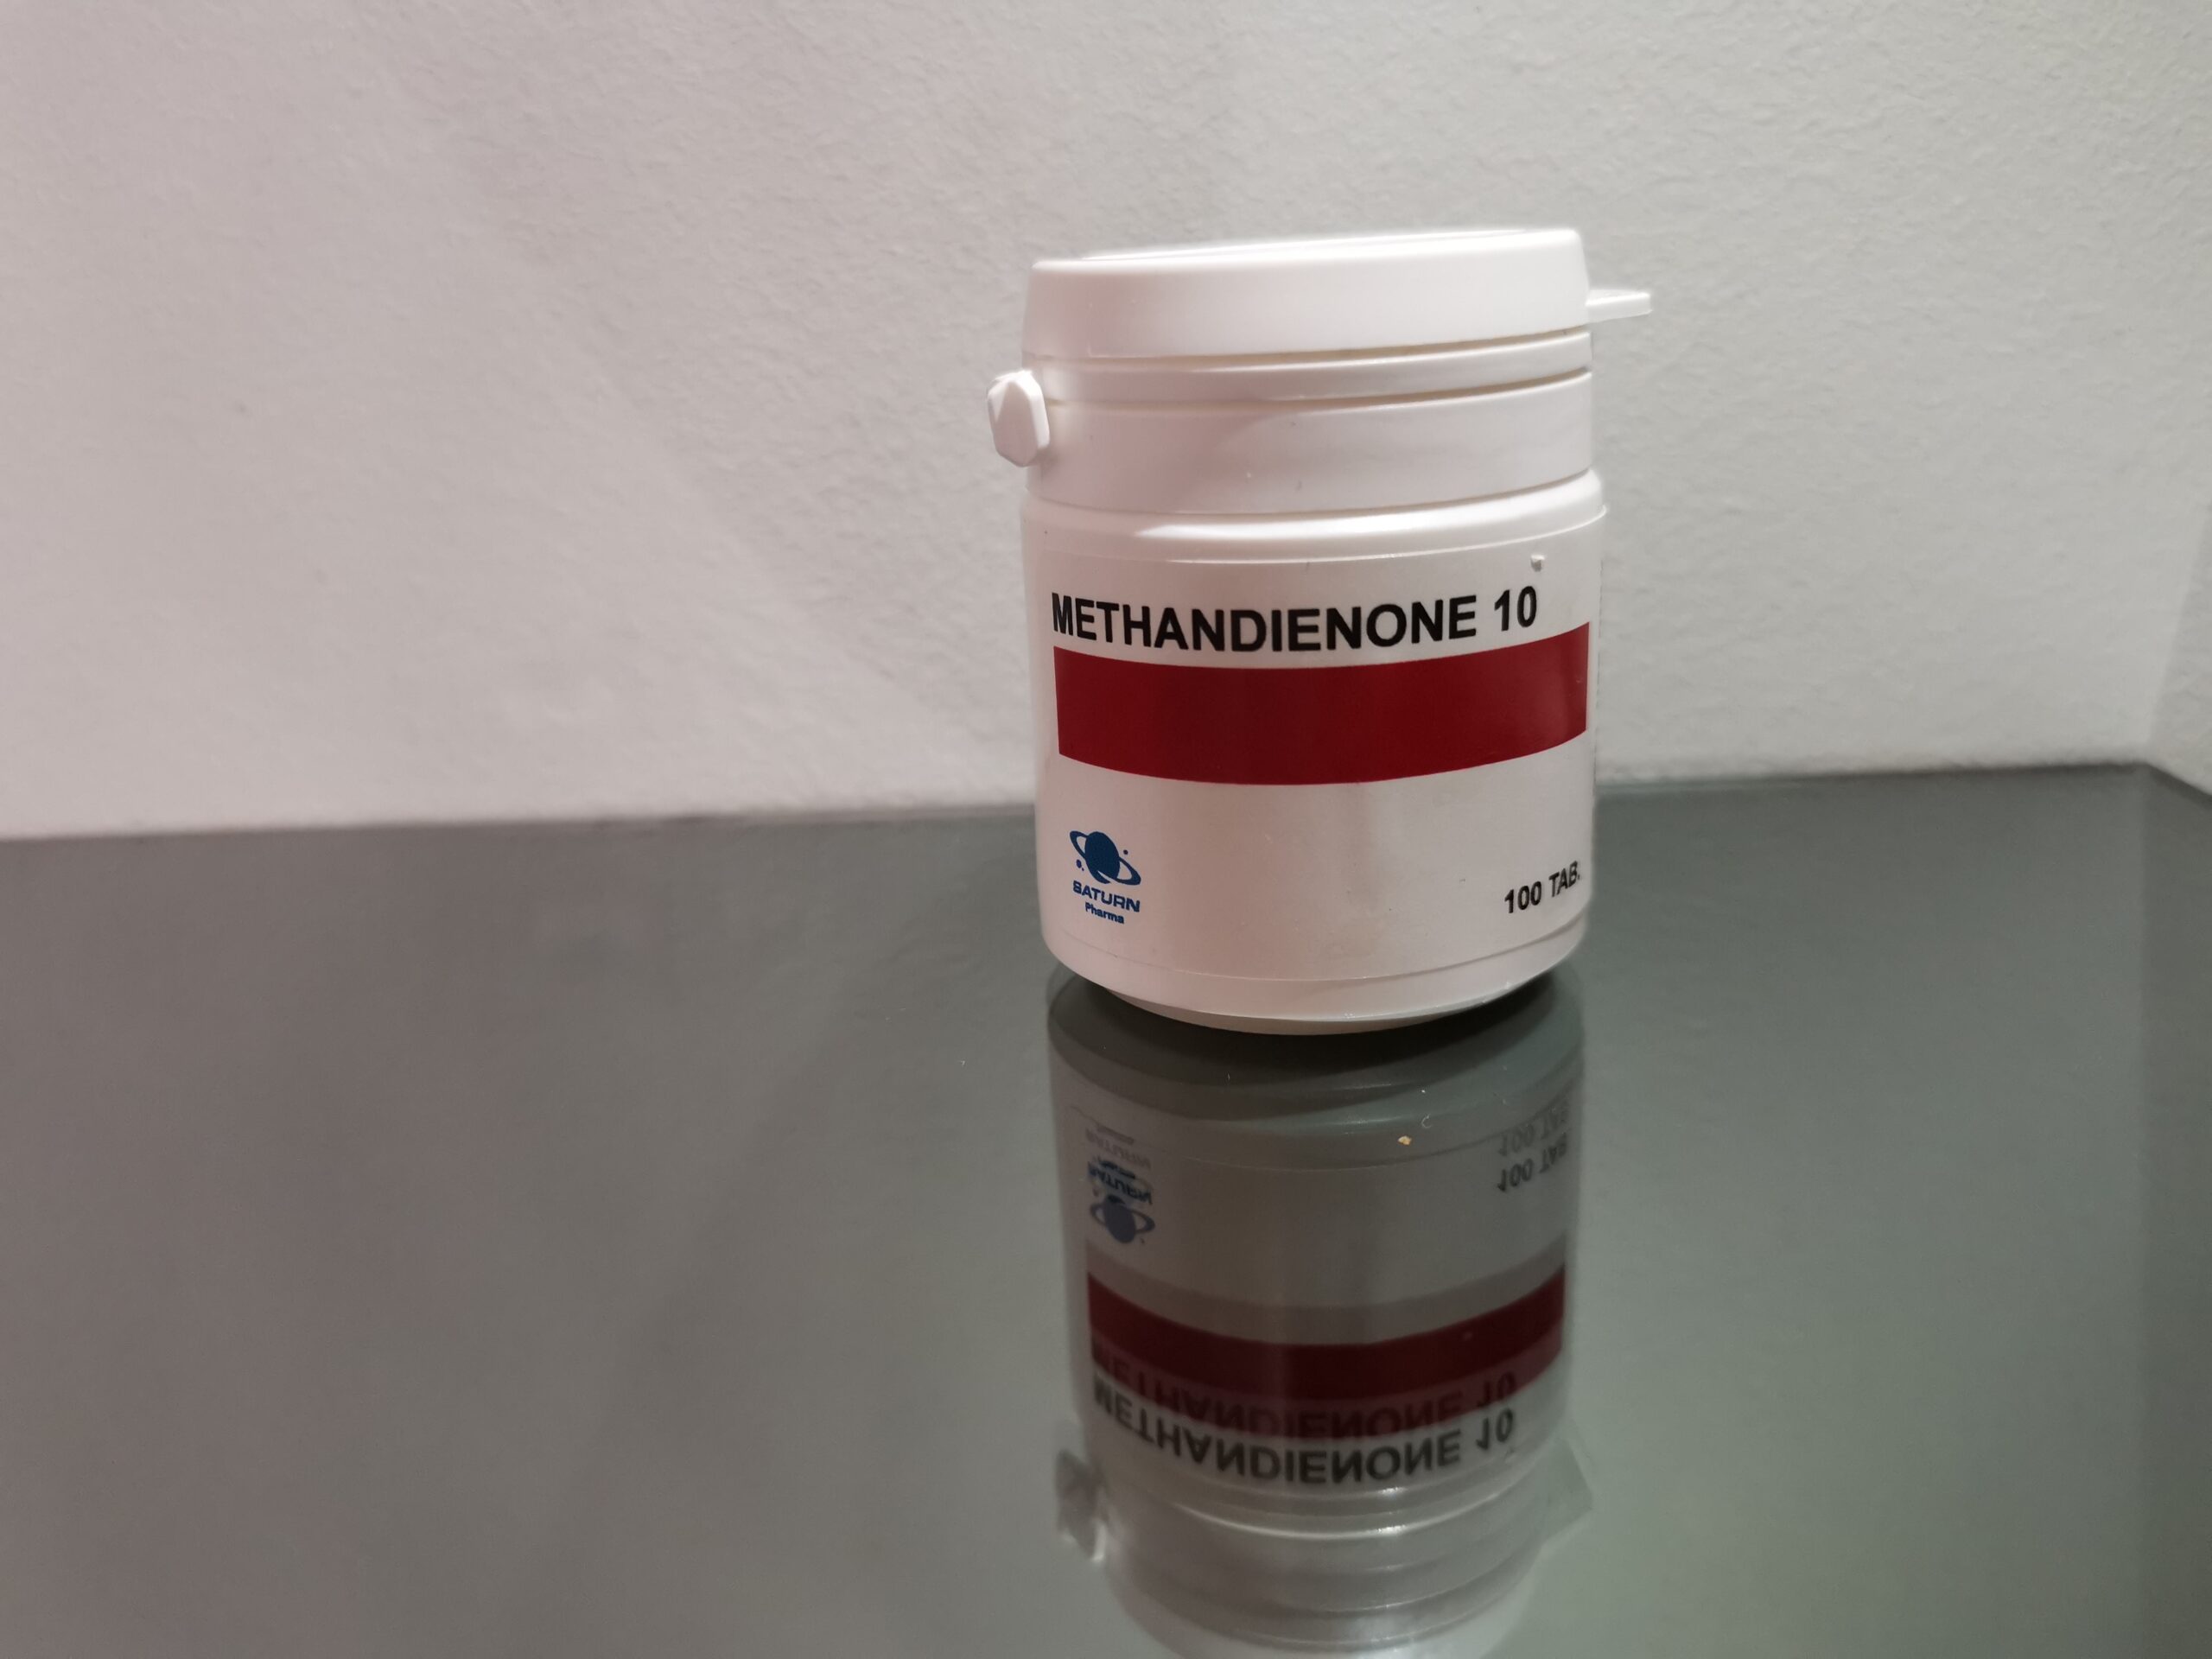 METHANDIENONE 10
SATURN
Pharma
100 TAB.